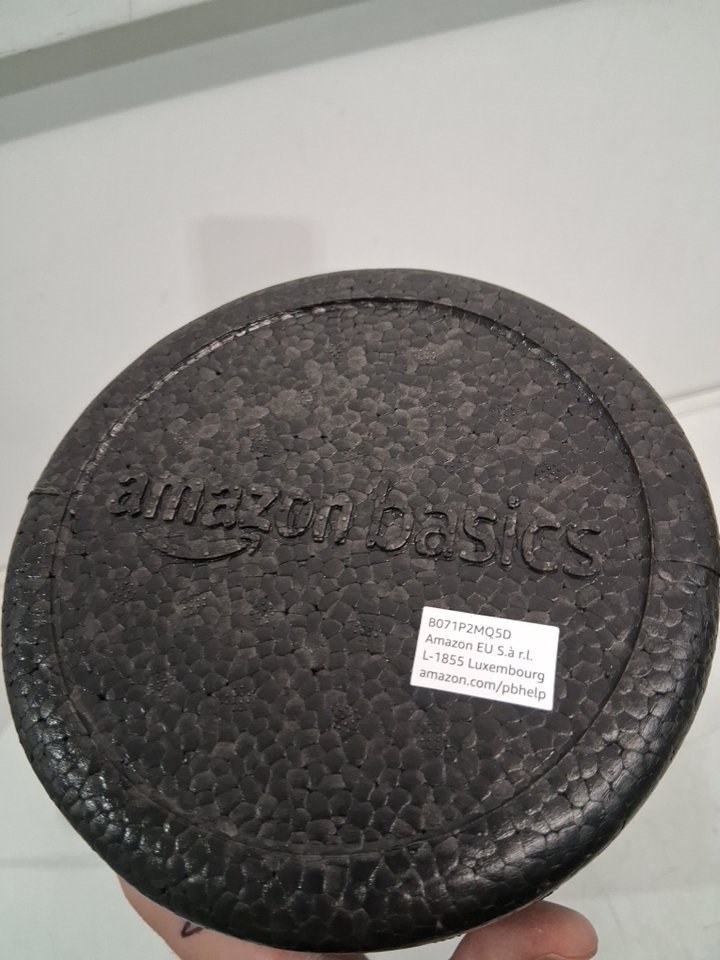 amazon basics
B071P2MQ5D
Amazon EU S.à r.l.
L-1855 Luxembourg
amazon.com/pbhelp